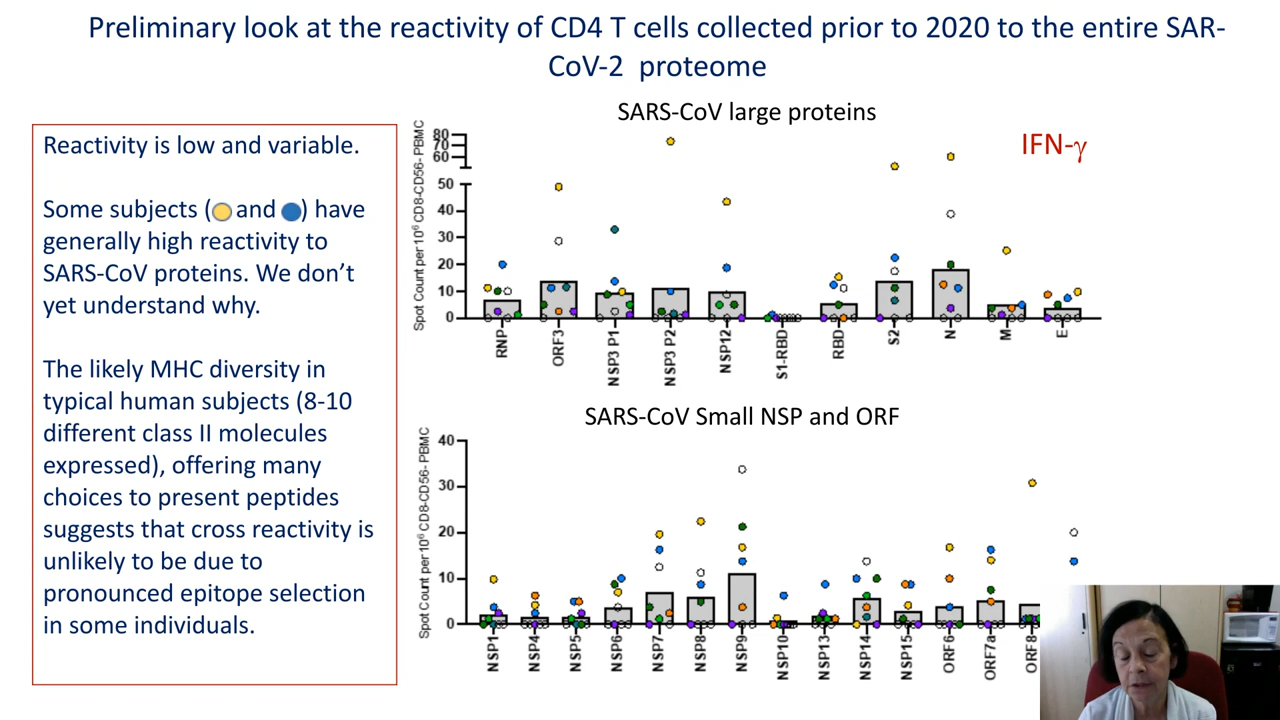 Preliminary look at the reactivity of CD4 T cells collected prior to 2020 to the entire SAR-
CoV-2 proteome
Reactivity is low and variable.
Some subjects ( and ) have
generally high reactivity to
SARS-CoV proteins. We don’t
yet understand why.
The likely MHC diversity in
typical human subjects (8-10
different class II molecules
expressed), offering many
choices to present peptides
suggests that cross reactivity is
unlikely to be due to
pronounced epitope selection
in some individuals.
SARS-CoV large proteins
IFN-γ
Spot Count per10⁶ CD8-CD56- PBMC
80
70
60
50
40
30
20
10
0
RNP
ORF3
NSP3 P1
NSP3 P2
NSP12
S1-RBD
RBD
S2
N
M
E
SARS-CoV Small NSP and ORF
Spot Count per10⁶ CD8-CD56- PBMC
40
30
20
10
0
NSP1
NSP4
NSP5
NSP6
NSP7
NSP8
NSP9
NSP10
NSP13
NSP14
NSP15
ORF6
ORF7a
ORF8